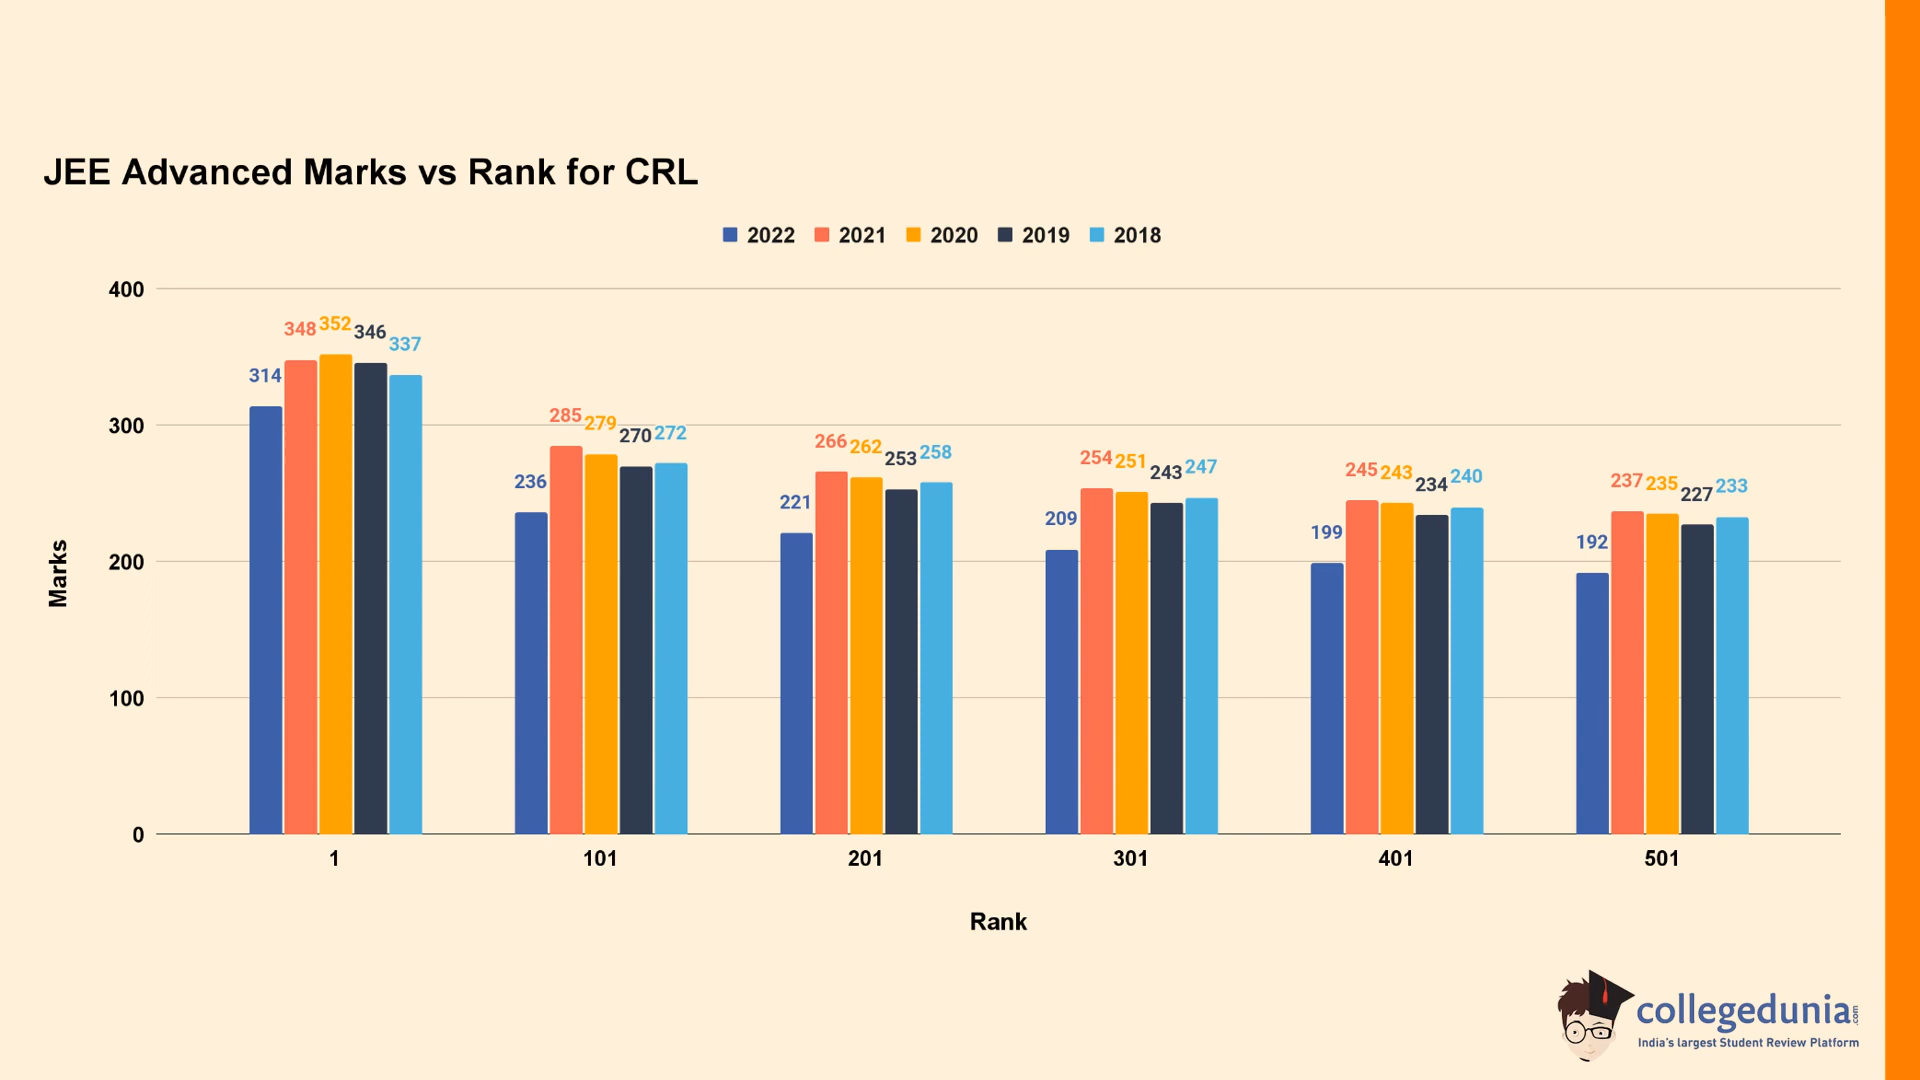 JEE Advanced Marks vs Rank for CRL
2022 2021 2020 2019 2018
400
300
200
100
0
Marks
314 348 352 346 337
236 285 279 270 272
221 266 262 253 258
209 254 251 243 247
199 245 243 234 240
192 237 235 227 233
1 101 201 301 401 501
Rank
collegedunia.com
India's largest Student Review Platform